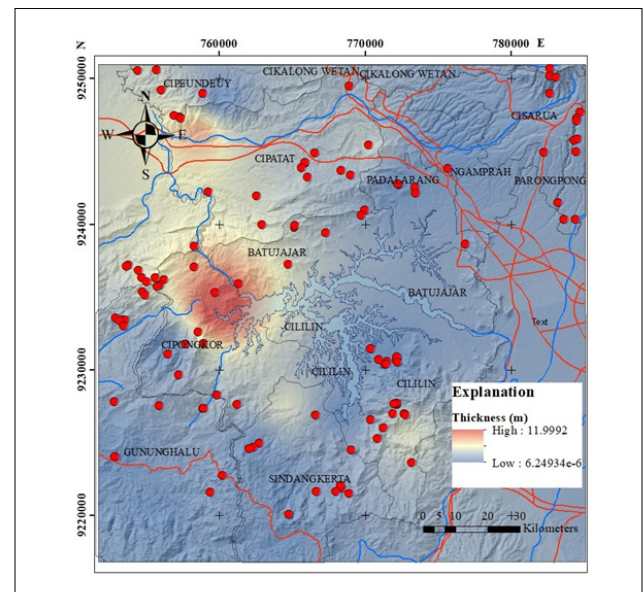 760000 770000 780000 E
N
9250000
9240000
9230000
9220000
CIKALONG WETAN
CIKALONG WETAN
CIPEUNDEUY
N
W E
S
CISARUA
CIPATAT
NGAMPRAH
PADALARANG
PARONGPONG
BATUJAJAR
BATUJAJAR
Text
CILILIN
CIPONGKOR
CILILIN
CILILIN
GUNUNGHALU
SINDANGKERTA
Explanation
Thickness (m)
High : 11.9992
Low : 6.24934e-6
0 5 10 20 30
Kilometers